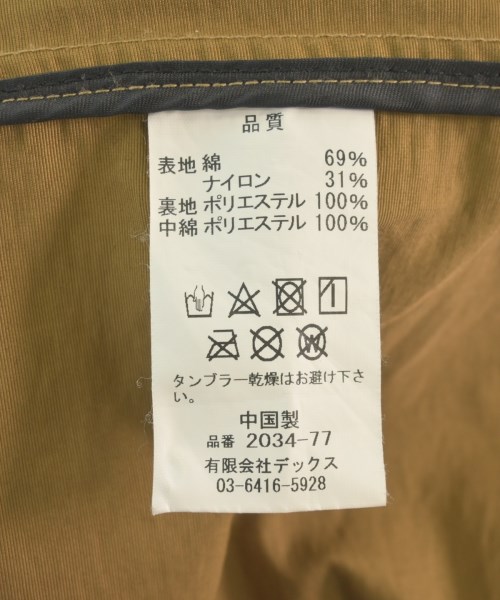 品質
表地 綿 69%
ナイロン 31%
裏地 ポリエステル 100%
中綿 ポリエステル 100%
W
タンブラー乾燥はお避け下さ
い。
中国製
品番 2034-77
有限会社デックス
03-6416-5928